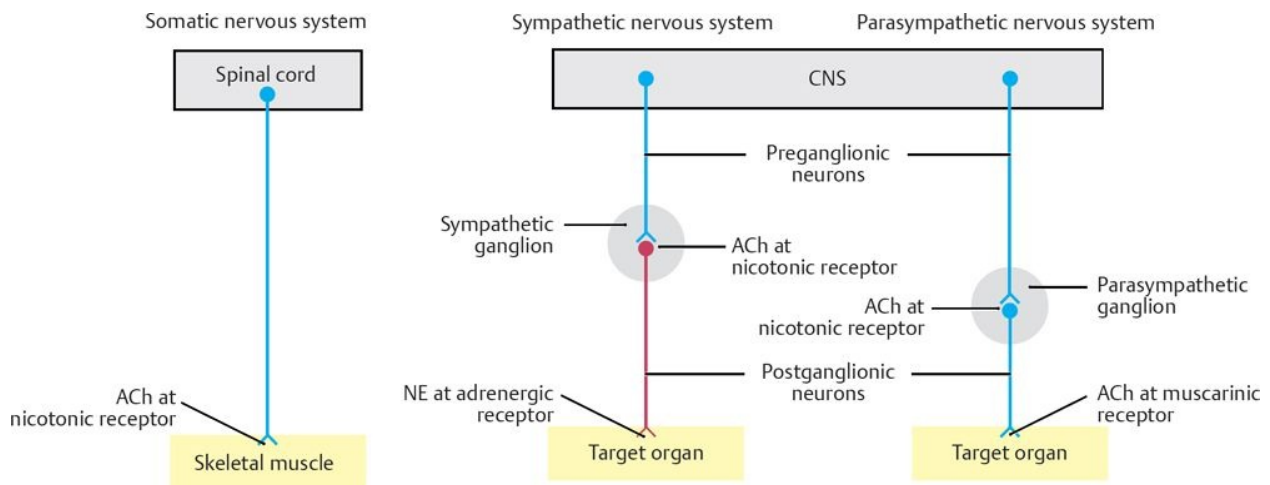 Somatic nervous system
Sympathetic nervous system
Parasympathetic nervous system
Spinal cord
CNS
Preganglionic
neurons
Sympathetic
ganglion
ACh at
nicotonic receptor
Parasympathetic
ganglion
ACh at
nicotonic receptor
Postganglionic
neurons
ACh at
nicotonic receptor
NE at adrenergic
receptor
ACh at muscarinic
receptor
Skeletal muscle
Target organ
Target organ